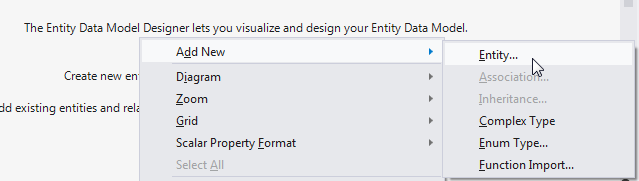 The Entity Data Model Designer lets you visualize and design your Entity Data Model.
Add New
Entity...
Create new en
Diagram
Association...
Zoom
Inheritance...
dd existing entities and rela
Grid
Complex Type
Scalar Property Format
Enum Type...
Select All
Function Import...